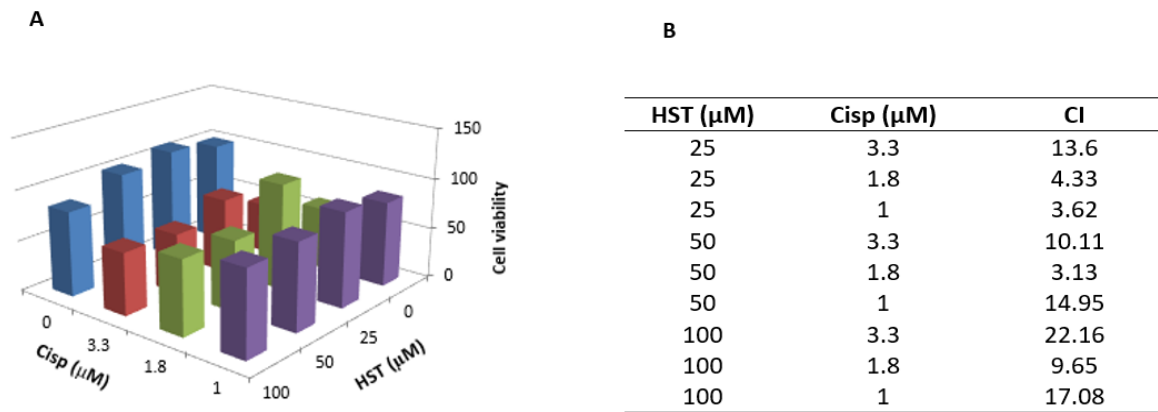 A
150
100
50
0
Cell viability
0
3.3
1.8
1
Cisp (μM)
0
25
50
100
HST (μM)
B
HST (μM) Cisp (μM) CI
25 3.3 13.6
25 1.8 4.33
25 1 3.62
50 3.3 10.11
50 1.8 3.13
50 1 14.95
100 3.3 22.16
100 1.8 9.65
100 1 17.08